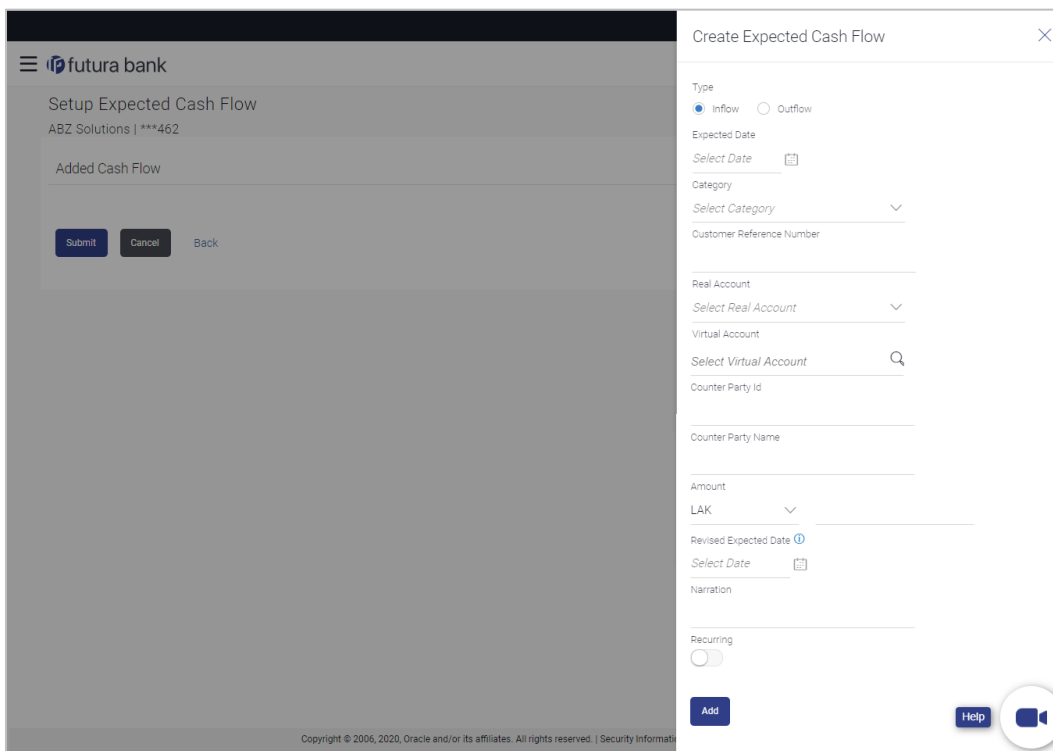 futura bank
Setup Expected Cash Flow
ABZ Solutions | ***462
Added Cash Flow
Submit Cancel Back
Copyright © 2006, 2020, Oracle and/or its affiliates. All rights reserved. | Security Informati
Create Expected Cash Flow
Type
Inflow Outflow
Expected Date
Select Date
Category
Select Category
Customer Reference Number
Real Account
Select Real Account
Virtual Account
Select Virtual Account
Counter Party Id
Counter Party Name
Amount
LAK
Revised Expected Date
Select Date
Narration
Recurring
Add
Help